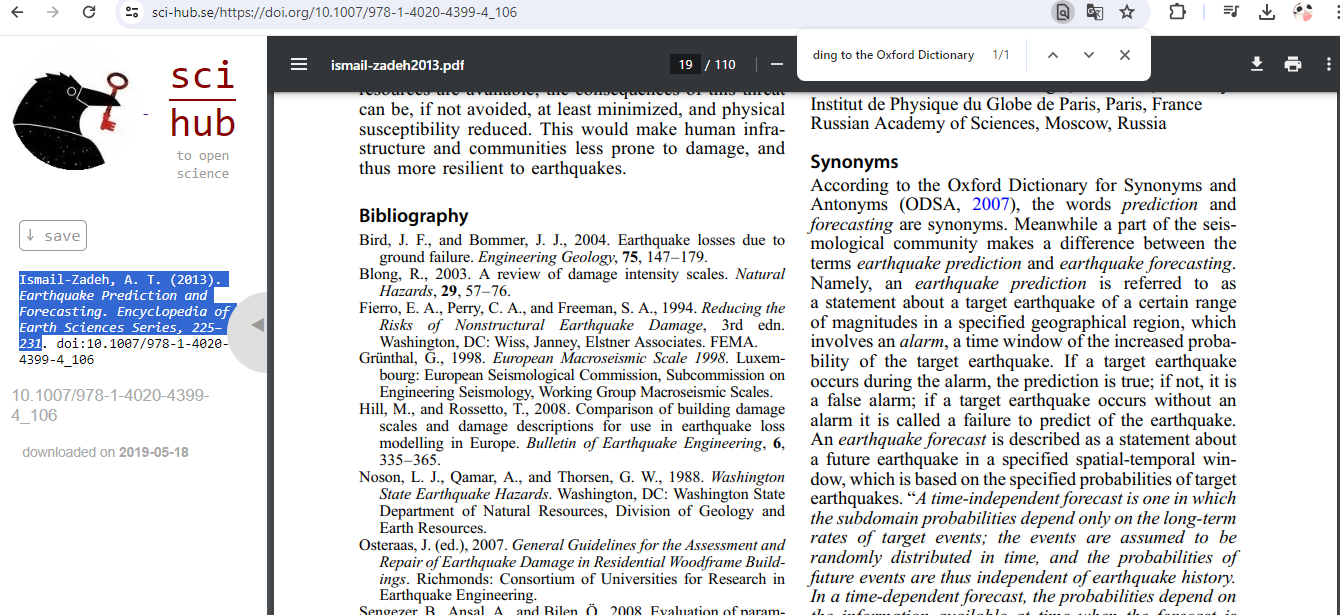 sci-hub.se/https://doi.org/10.1007/978-1-4020-4399-4_106
ding to the Oxford Dictionary 1/1
sci
hub
to open
science
↓ save
Ismail-Zadeh, A. T. (2013).
Earthquake Prediction and
Forecasting. Encyclopedia of
Earth Sciences Series, 225–
231. doi:10.1007/978-1-4020-
4399-4_106
10.1007/978-1-4020-4399-
4_106
downloaded on 2019-05-18
ismail-zadeh2013.pdf
19 / 110
can be, if not avoided, at least minimized, and physical
susceptibility reduced. This would make human infra-
structure and communities less prone to damage, and
thus more resilient to earthquakes.
Bibliography
Bird, J. F., and Bommer, J. J., 2004. Earthquake losses due to
ground failure. Engineering Geology, 75, 147–179.
Blong, R., 2003. A review of damage intensity scales. Natural
Hazards, 29, 57–76.
Fierro, E. A., Perry, C. A., and Freeman, S. A., 1994. Reducing the
Risks of Nonstructural Earthquake Damage, 3rd edn.
Washington, DC: Wiss, Janney, Elstner Associates. FEMA.
Grünthal, G., 1998. European Macroseismic Scale 1998. Luxem-
bourg: European Seismological Commission, Subcommission on
Engineering Seismology, Working Group Macroseismic Scales.
Hill, M., and Rossetto, T., 2008. Comparison of building damage
scales and damage descriptions for use in earthquake loss
modelling in Europe. Bulletin of Earthquake Engineering, 6,
335–365.
Noson, L. J., Qamar, A., and Thorsen, G. W., 1988. Washington
State Earthquake Hazards. Washington, DC: Washington State
Department of Natural Resources, Division of Geology and
Earth Resources.
Osteraas, J. (ed.), 2007. General Guidelines for the Assessment and
Repair of Earthquake Damage in Residential Woodframe Build-
ings. Richmonds: Consortium of Universities for Research in
Earthquake Engineering.
Sengezer, B., Ansal, A., and Bilen, Ö., 2008. Evaluation of param-
Institut de Physique du Globe de Paris, Paris, France
Russian Academy of Sciences, Moscow, Russia
Synonyms
According to the Oxford Dictionary for Synonyms and
Antonyms (ODSA, 2007), the words prediction and
forecasting are synonyms. Meanwhile a part of the seis-
mological community makes a difference between the
terms earthquake prediction and earthquake forecasting.
Namely, an earthquake prediction is referred to as
a statement about a target earthquake of a certain range
of magnitudes in a specified geographical region, which
involves an alarm, a time window of the increased proba-
bility of the target earthquake. If a target earthquake
occurs during the alarm, the prediction is true; if not, it is
a false alarm; if a target earthquake occurs without an
alarm it is called a failure to predict of the earthquake.
An earthquake forecast is described as a statement about
a future earthquake in a specified spatial-temporal win-
dow, which is based on the specified probabilities of target
earthquakes. “A time-independent forecast is one in which
the subdomain probabilities depend only on the long-term
rates of target events; the events are assumed to be
randomly distributed in time, and the probabilities of
future events are thus independent of earthquake history.
In a time-dependent forecast, the probabilities depend on